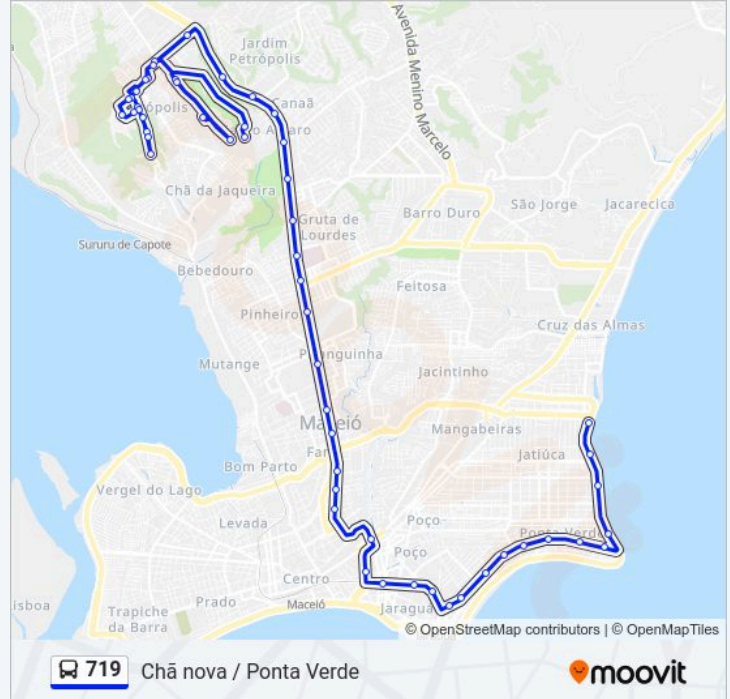 Avenida Menino Marcelo
Jardim
Petrópolis
Canaã
Chã da Jaqueira
Gruta de
Lourdes
Barro Duro
São Jorge
Jacarecica
Sururu de Capote
Bebedouro
Feitosa
Pinheiro
Cruz das Almas
Mutange
Jacintinho
Maceió
Mangabeiras
Bom Parto
Jatiúca
Vergel do Lago
Levada
Poço
Ponta Verde
Poço
Centro
Prado
Maceió
Jaraguá
Trapiche
da Barra
© OpenStreetMap contributors | © OpenMapTiles
719 Chã nova / Ponta Verde
moovit